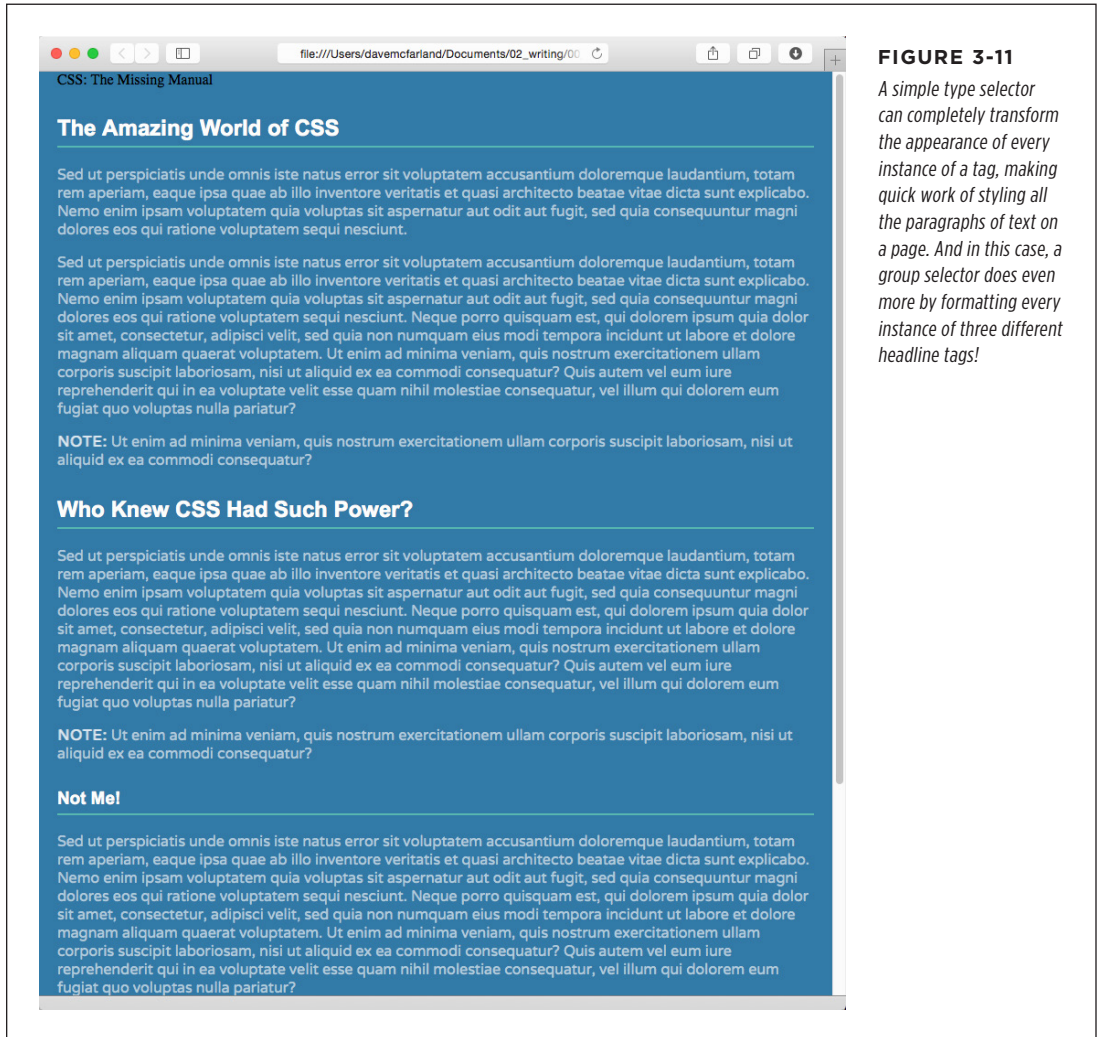 file:///Users/davemcfarland/Documents/02_writing/00
CSS: The Missing Manual
The Amazing World of CSS
Sed ut perspiciatis unde omnis iste natus error sit voluptatem accusantium doloremque laudantium, totam
rem aperiam, eaque ipsa quae ab illo inventore veritatis et quasi architecto beatae vitae dicta sunt explicabo.
Nemo enim ipsam voluptatem quia voluptas sit aspernatur aut odit aut fugit, sed quia consequuntur magni
dolores eos qui ratione voluptatem sequi nesciunt.
Sed ut perspiciatis unde omnis iste natus error sit voluptatem accusantium doloremque laudantium, totam
rem aperiam, eaque ipsa quae ab illo inventore veritatis et quasi architecto beatae vitae dicta sunt explicabo.
Nemo enim ipsam voluptatem quia voluptas sit aspernatur aut odit aut fugit, sed quia consequuntur magni
dolores eos qui ratione voluptatem sequi nesciunt. Neque porro quisquam est, qui dolorem ipsum quia dolor
sit amet, consectetur, adipisci velit, sed quia non numquam eius modi tempora incidunt ut labore et dolore
magnam aliquam quaerat voluptatem. Ut enim ad minima veniam, quis nostrum exercitationem ullam
corporis suscipit laboriosam, nisi ut aliquid ex ea commodi consequatur? Quis autem vel eum iure
reprehenderit qui in ea voluptate velit esse quam nihil molestiae consequatur, vel illum qui dolorem eum
fugiat quo voluptas nulla pariatur?
NOTE: Ut enim ad minima veniam, quis nostrum exercitationem ullam corporis suscipit laboriosam, nisi ut
aliquid ex ea commodi consequatur?
Who Knew CSS Had Such Power?
Sed ut perspiciatis unde omnis iste natus error sit voluptatem accusantium doloremque laudantium, totam
rem aperiam, eaque ipsa quae ab illo inventore veritatis et quasi architecto beatae vitae dicta sunt explicabo.
Nemo enim ipsam voluptatem quia voluptas sit aspernatur aut odit aut fugit, sed quia consequuntur magni
dolores eos qui ratione voluptatem sequi nesciunt. Neque porro quisquam est, qui dolorem ipsum quia dolor
sit amet, consectetur, adipisci velit, sed quia non numquam eius modi tempora incidunt ut labore et dolore
magnam aliquam quaerat voluptatem. Ut enim ad minima veniam, quis nostrum exercitationem ullam
corporis suscipit laboriosam, nisi ut aliquid ex ea commodi consequatur? Quis autem vel eum iure
reprehenderit qui in ea voluptate velit esse quam nihil molestiae consequatur, vel illum qui dolorem eum
fugiat quo voluptas nulla pariatur?
NOTE: Ut enim ad minima veniam, quis nostrum exercitationem ullam corporis suscipit laboriosam, nisi ut
aliquid ex ea commodi consequatur?
Not Me!
Sed ut perspiciatis unde omnis iste natus error sit voluptatem accusantium doloremque laudantium, totam
rem aperiam, eaque ipsa quae ab illo inventore veritatis et quasi architecto beatae vitae dicta sunt explicabo.
Nemo enim ipsam voluptatem quia voluptas sit aspernatur aut odit aut fugit, sed quia consequuntur magni
dolores eos qui ratione voluptatem sequi nesciunt. Neque porro quisquam est, qui dolorem ipsum quia dolor
sit amet, consectetur, adipisci velit, sed quia non numquam eius modi tempora incidunt ut labore et dolore
magnam aliquam quaerat voluptatem. Ut enim ad minima veniam, quis nostrum exercitationem ullam
corporis suscipit laboriosam, nisi ut aliquid ex ea commodi consequatur? Quis autem vel eum iure
reprehenderit qui in ea voluptate velit esse quam nihil molestiae consequatur, vel illum qui dolorem eum
fugiat quo voluptas nulla pariatur?
FIGURE 3-11
A simple type selector
can completely transform
the appearance of every
instance of a tag, making
quick work of styling all
the paragraphs of text on
a page. And in this case, a
group selector does even
more by formatting every
instance of three different
headline tags!